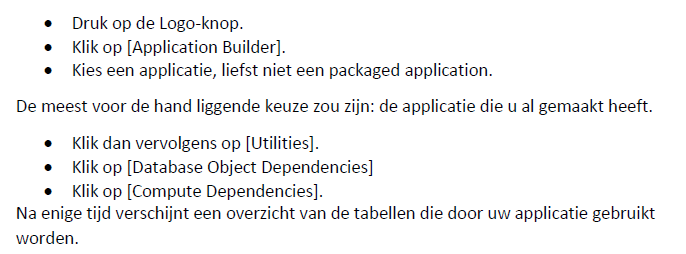 • Druk op de Logo-knop.
• Klik op [Application Builder].
• Kies een applicatie, liefst niet een packaged application.
De meest voor de hand liggende keuze zou zijn: de applicatie die u al gemaakt heeft.
• Klik dan vervolgens op [Utilities].
• Klik op [Database Object Dependencies]
• Klik op [Compute Dependencies].
Na enige tijd verschijnt een overzicht van de tabellen die door uw applicatie gebruikt
worden.